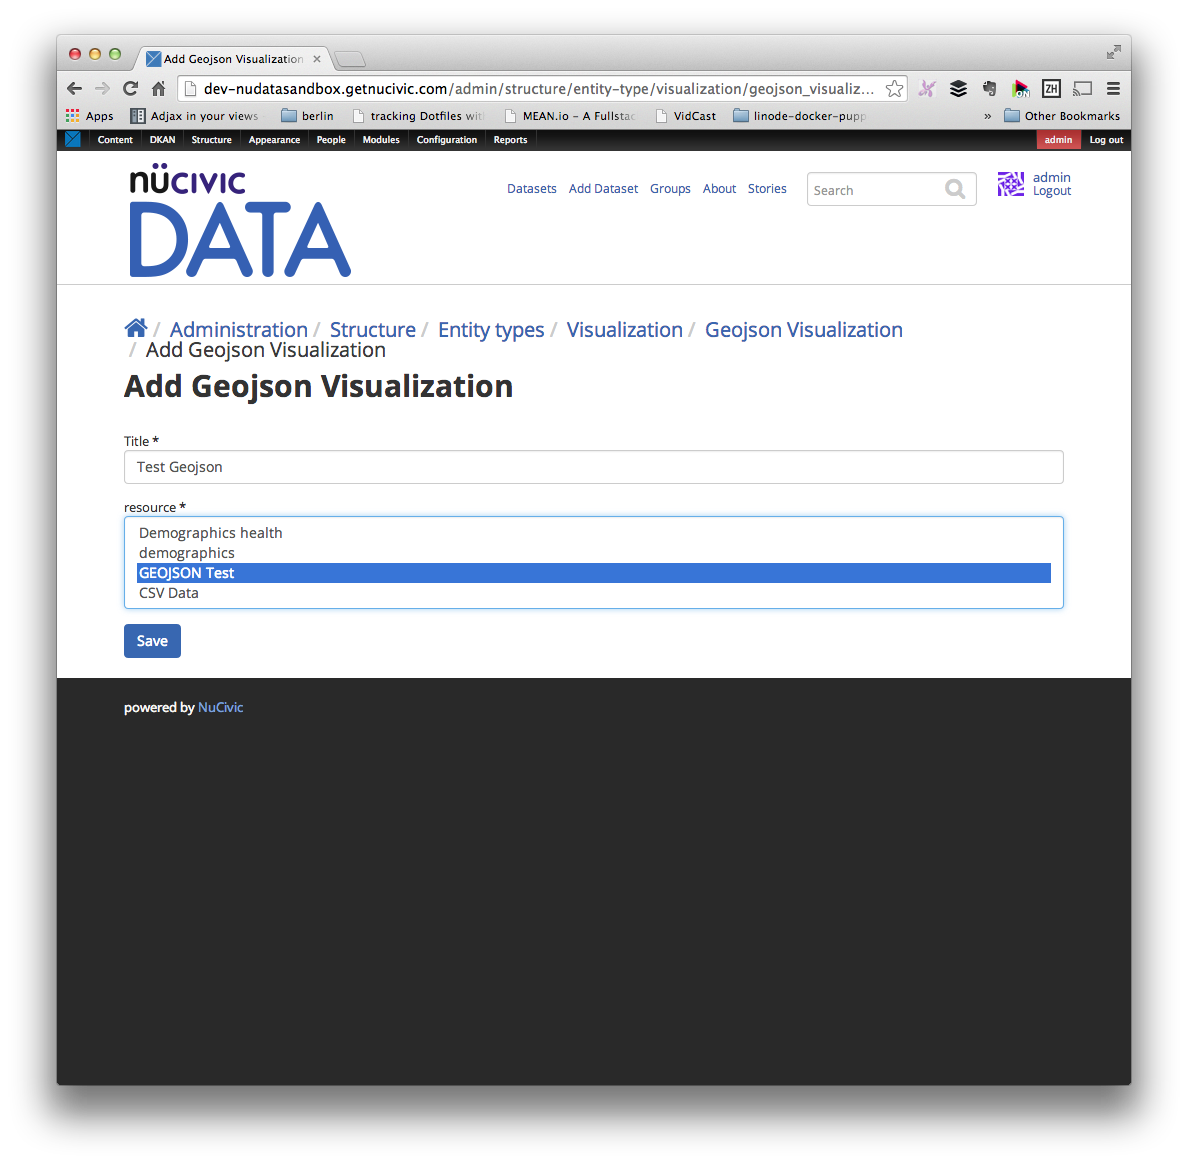 Add Geojson Visualization
dev-nudatasandbox.getnucivic.com/admin/structure/entity-type/visualization/geojson_visualiz...
ZH
ON
Apps Adjax in your views berlin tracking Dotfiles wit MEAN.io – A Fullsta VidCast linode-docker-pupp » Other Bookmarks
Content DKAN Structure Appearance People Modules Configuration Reports admin Log out
nüCIVIC
DATA
Datasets Add Dataset Groups About Stories Search admin
Logout
/ Administration / Structure / Entity types / Visualization / Geojson Visualization
/ Add Geojson Visualization
Add Geojson Visualization
Title *
Test Geojson
resource *
Demographics health
demographics
GEOJSON Test
CSV Data
Save
powered by NuCivic